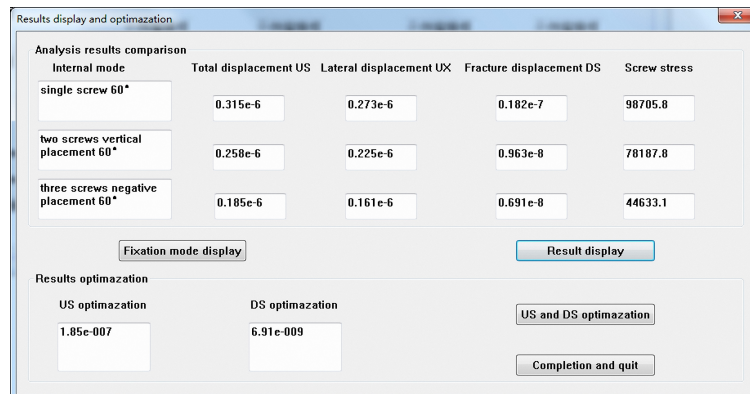 Results display and optimazation
Analysis results comparison
Internal mode Total displacement US Lateral displacement UX Fracture displacement DS Screw stress
single screw 60°
0.315e-6 0.273e-6 0.182e-7 98705.8
two screws vertical
placement 60°
0.258e-6 0.225e-6 0.963e-8 78187.8
three screws negative
placement 60°
0.185e-6 0.161e-6 0.691e-8 44633.1
Fixation mode display Result display
Results optimazation
US optimazation DS optimazation
US and DS optimazation
1.85e-007 6.91e-009
Completion and quit